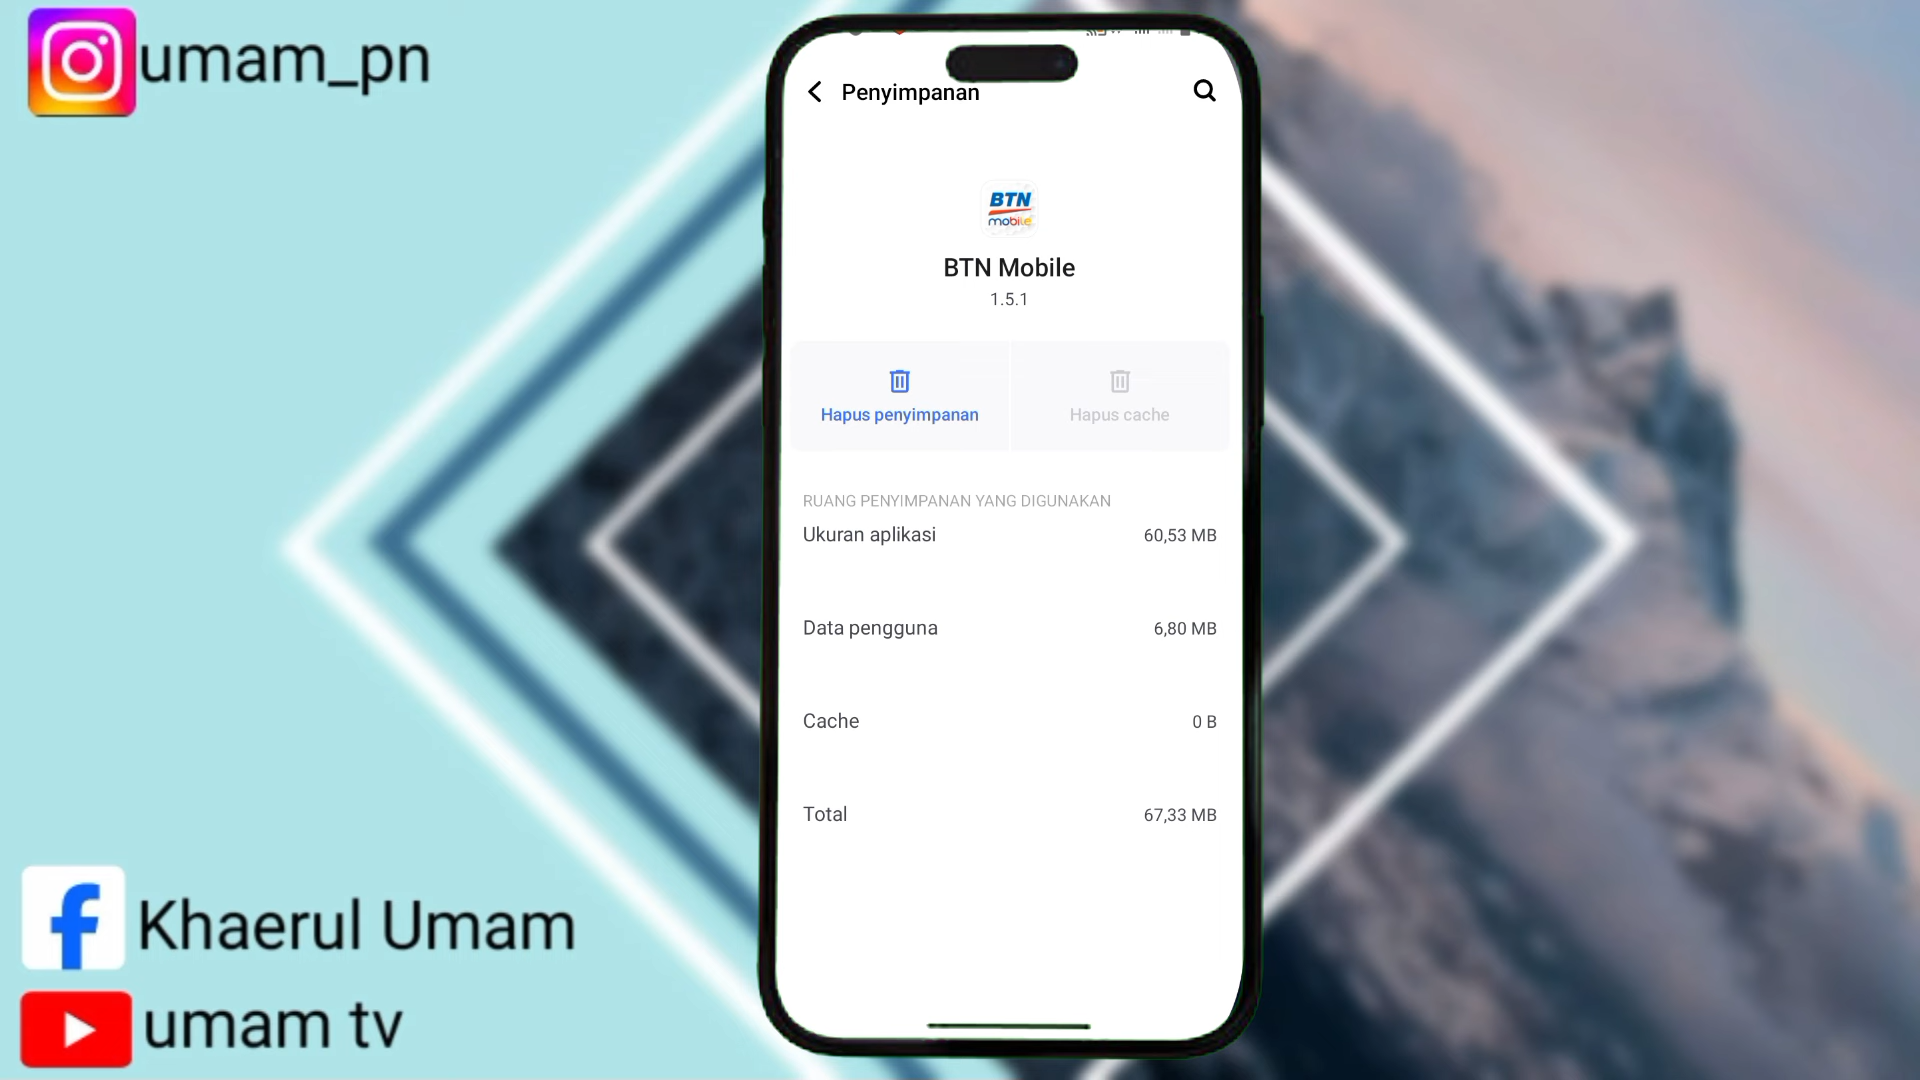 umam_pn
Penyimpanan
BTN
mobile
BTN Mobile
1.5.1
Hapus penyimpanan
Hapus cache
RUANG PENYIMPANAN YANG DIGUNAKAN
Ukuran aplikasi 60,53 MB
Data pengguna 6,80 MB
Cache 0 B
Total 67,33 MB
Khaerul Umam
umam tv